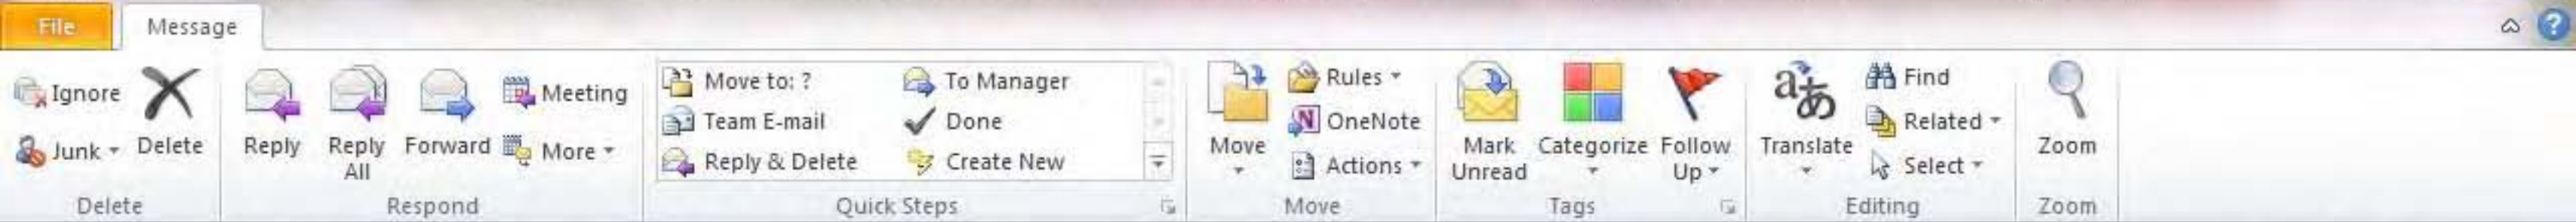 File
Message
Ignore
Junk
Delete
Delete
Reply
Reply
All
Forward
Meeting
More
Respond
Move to: ?
Team E-mail
Reply & Delete
To Manager
Done
Create New
Quick Steps
Move
Rules
OneNote
Actions
Move
Mark
Unread
Categorize
Follow
Up
Tags
Translate
Find
Related
Select
Editing
Zoom
Zoom